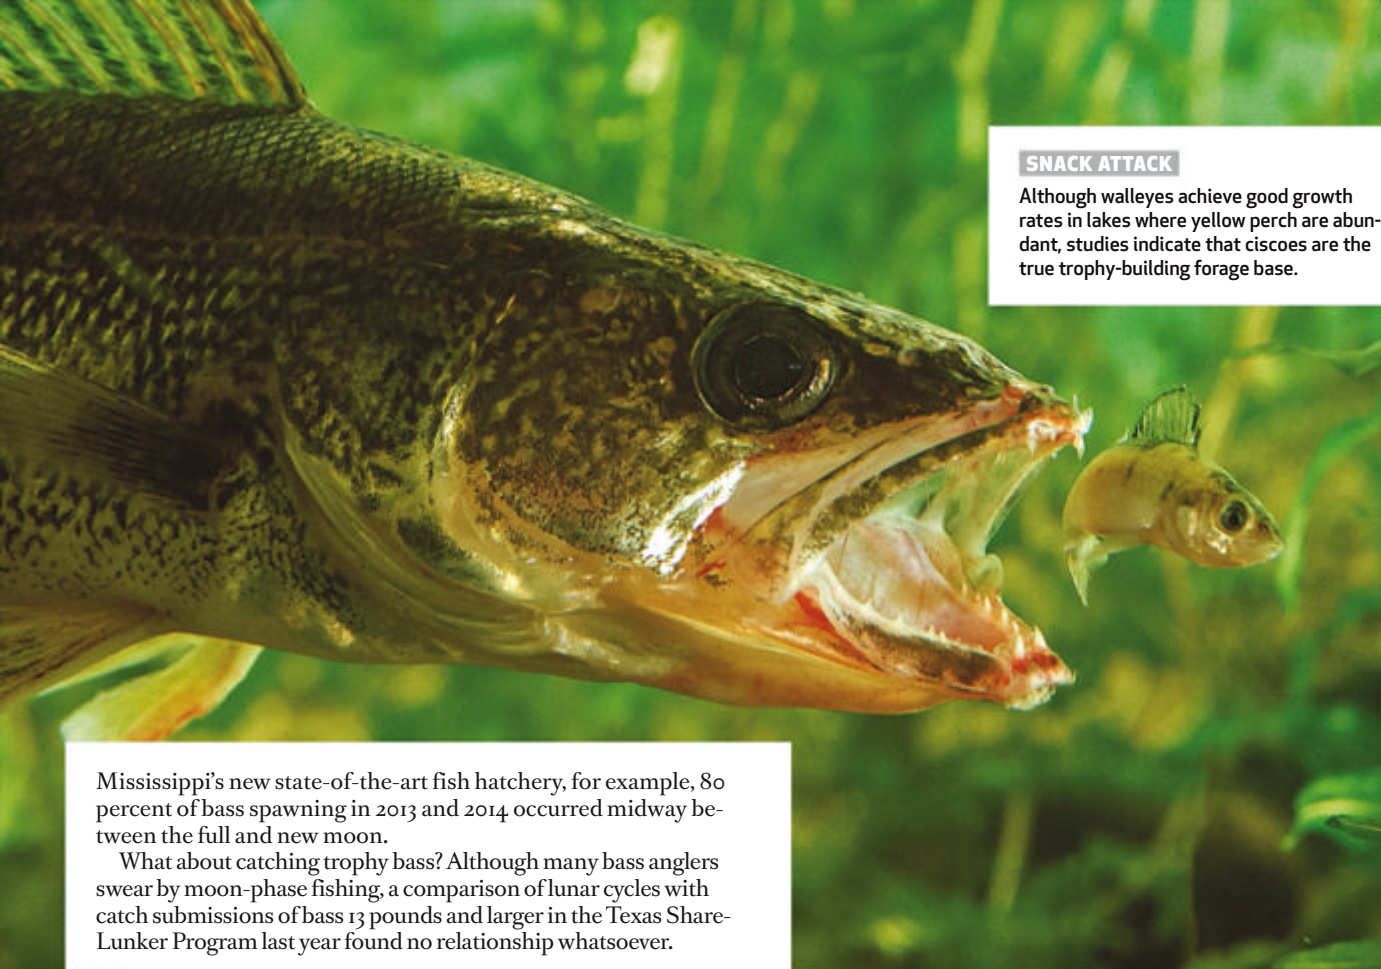 SNACK ATTACK
Although walleyes achieve good growth
rates in lakes where yellow perch are abun-
dant, studies indicate that ciscoes are the
true trophy-building forage base.
Mississippi’s new state-of-the-art fish hatchery, for example, 80
percent of bass spawning in 2013 and 2014 occurred midway be-
tween the full and new moon.
What about catching trophy bass? Although many bass anglers
swear by moon-phase fishing, a comparison of lunar cycles with
catch submissions of bass 13 pounds and larger in the Texas Share-
Lunker Program last year found no relationship whatsoever.